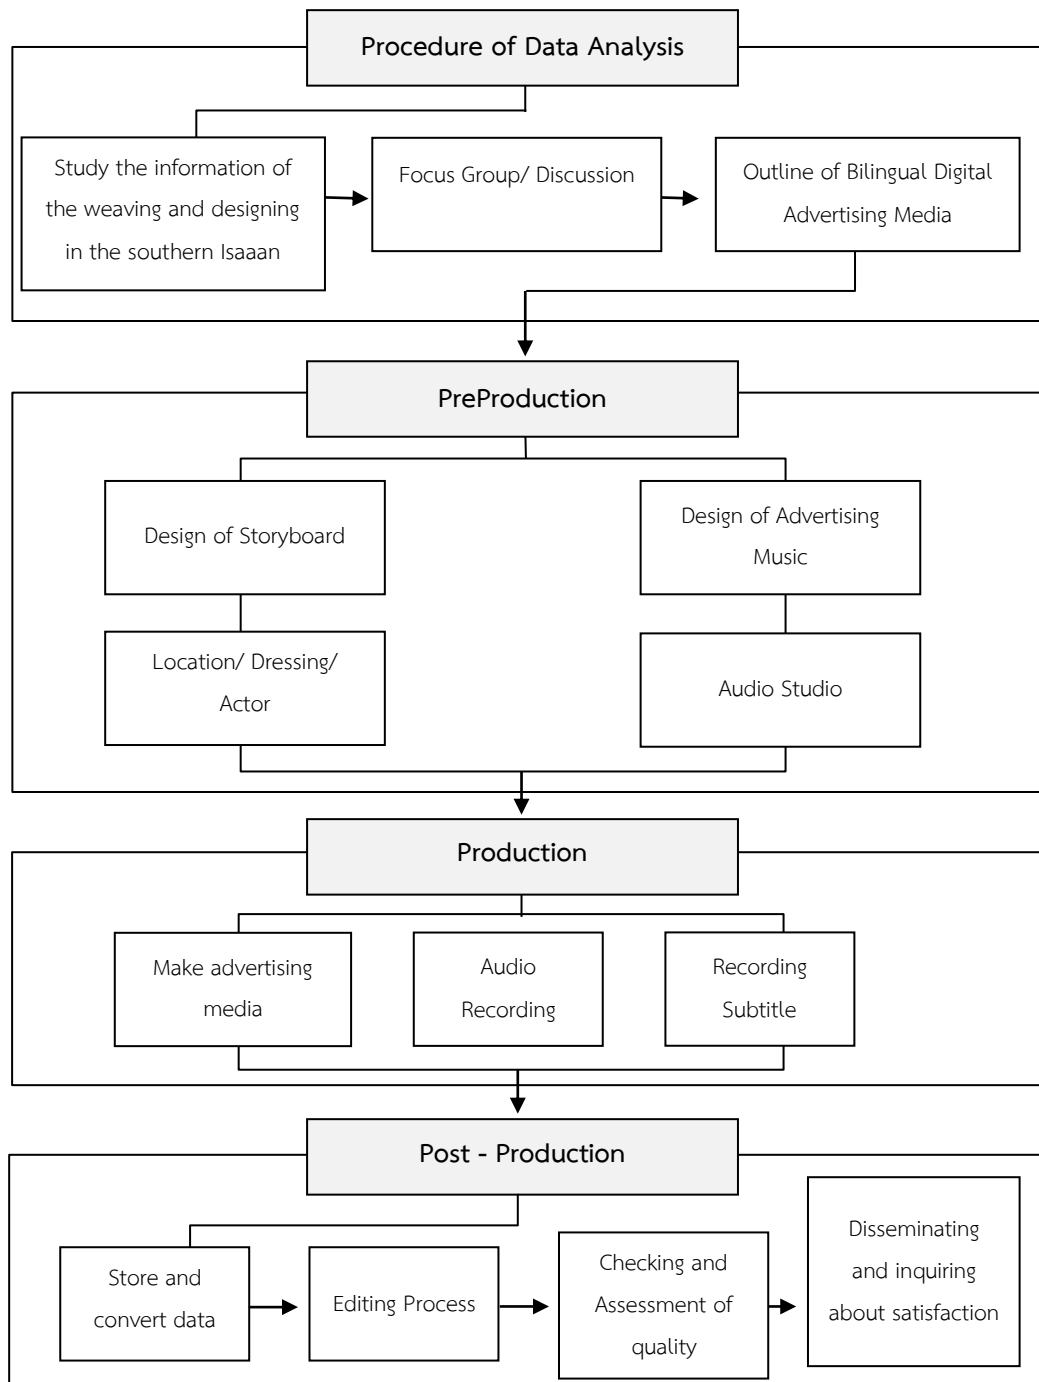 Procedure of Data Analysis
Study the information of
the weaving and designing
in the southern Isaaan
Focus Group/ Discussion
Outline of Bilingual Digital
Advertising Media
PreProduction
Design of Storyboard
Design of Advertising
Music
Location/ Dressing/
Actor
Audio Studio
Production
Make advertising
media
Audio
Recording
Recording
Subtitle
Post - Production
Store and
convert data
Editing Process
Checking and
Assessment of
quality
Disseminating
and inquiring
about satisfaction